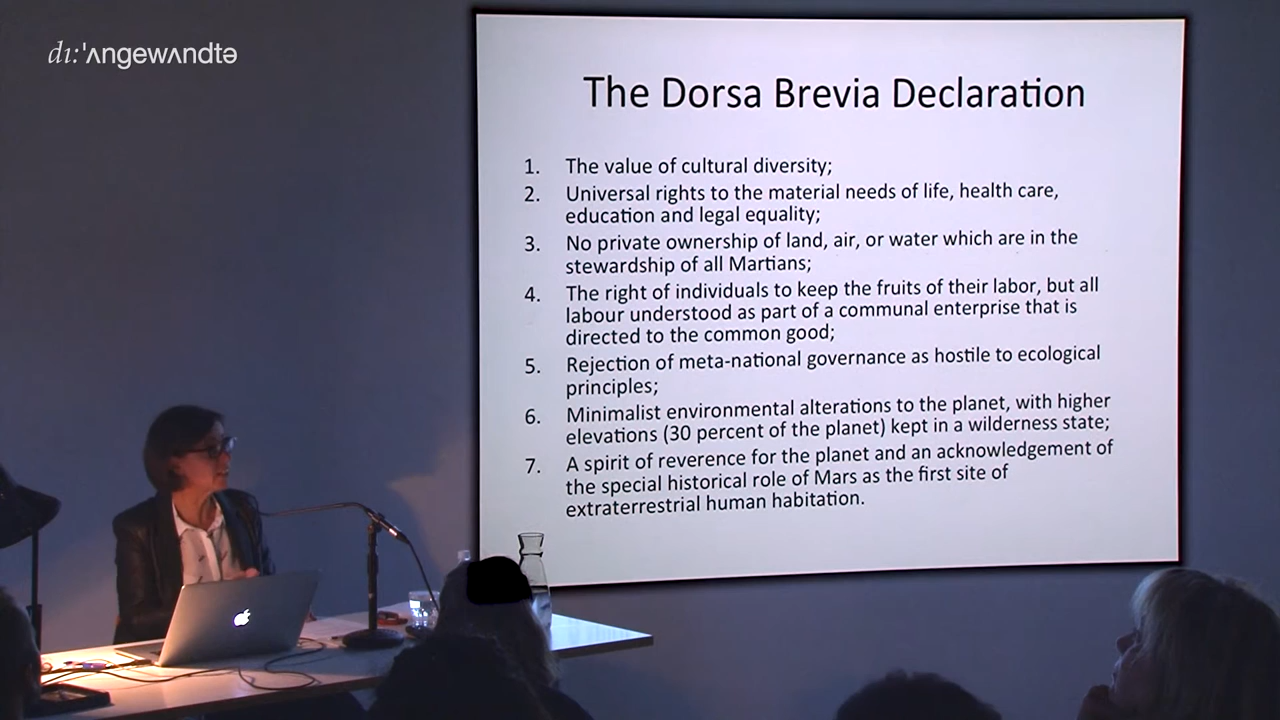 dɪ:ˈʌngewʌndtə
The Dorsa Brevia Declaration
1. The value of cultural diversity;
2. Universal rights to the material needs of life, health care,
education and legal equality;
3. No private ownership of land, air, or water which are in the
stewardship of all Martians;
4. The right of individuals to keep the fruits of their labor, but all
labour understood as part of a communal enterprise that is
directed to the common good;
5. Rejection of meta-national governance as hostile to ecological
principles;
6. Minimalist environmental alterations to the planet, with higher
elevations (30 percent of the planet) kept in a wilderness state;
7. A spirit of reverence for the planet and an acknowledgement of
the special historical role of Mars as the first site of
extraterrestrial human habitation.